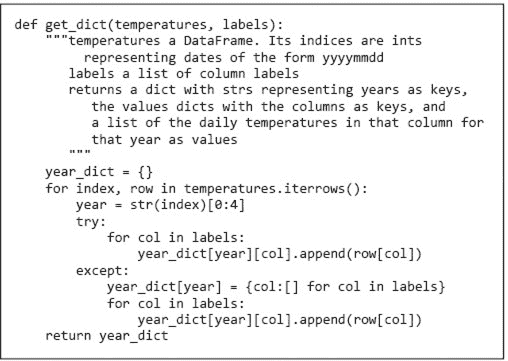 def get_dict(temperatures, labels):
    """temperatures a DataFrame. Its indices are ints
         representing dates of the form yyyymmdd
       labels a list of column labels
       returns a dict with strs representing years as keys,
          the values dicts with the columns as keys, and
          a list of the daily temperatures in that column for
          that year as values
       """
    year_dict = {}
    for index, row in temperatures.iterrows():
        year = str(index)[0:4]
        try:
            for col in labels:
                year_dict[year][col].append(row[col])
        except:
            year_dict[year] = {col:[] for col in labels}
            for col in labels:
                year_dict[year][col].append(row[col])
    return year_dict